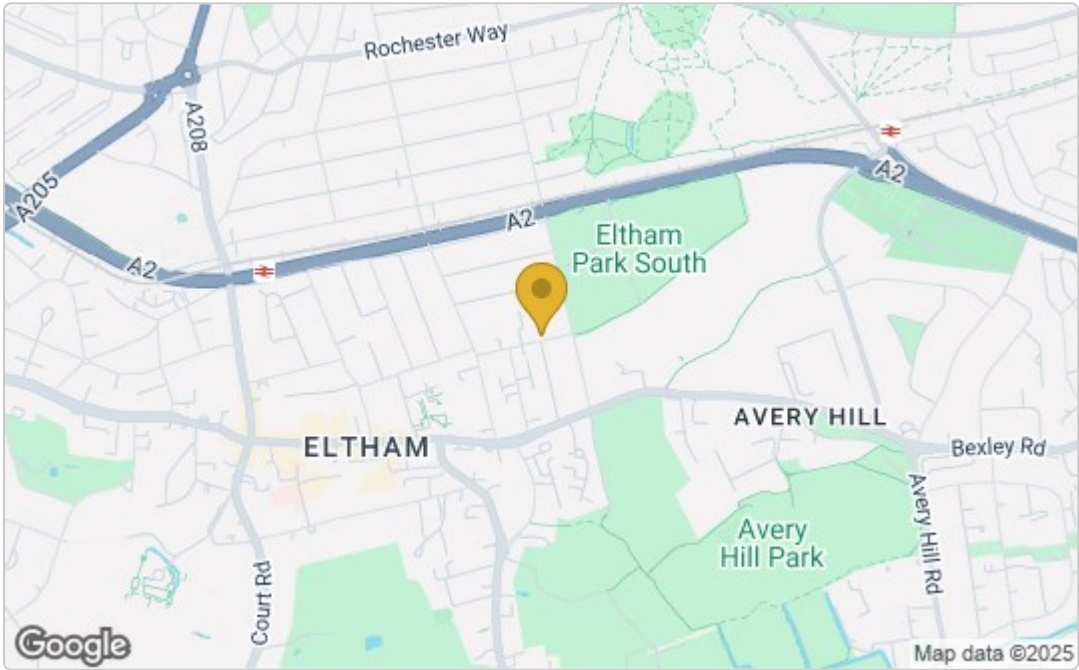 Rochester Way
A208
A205
A2
A2
A2
Eltham
Park South
AVERY HILL
ELTHAM
Bexley Rd
Avery Hill Rd
Avery
Hill Park
Court Rd
Google
Map data ©2025